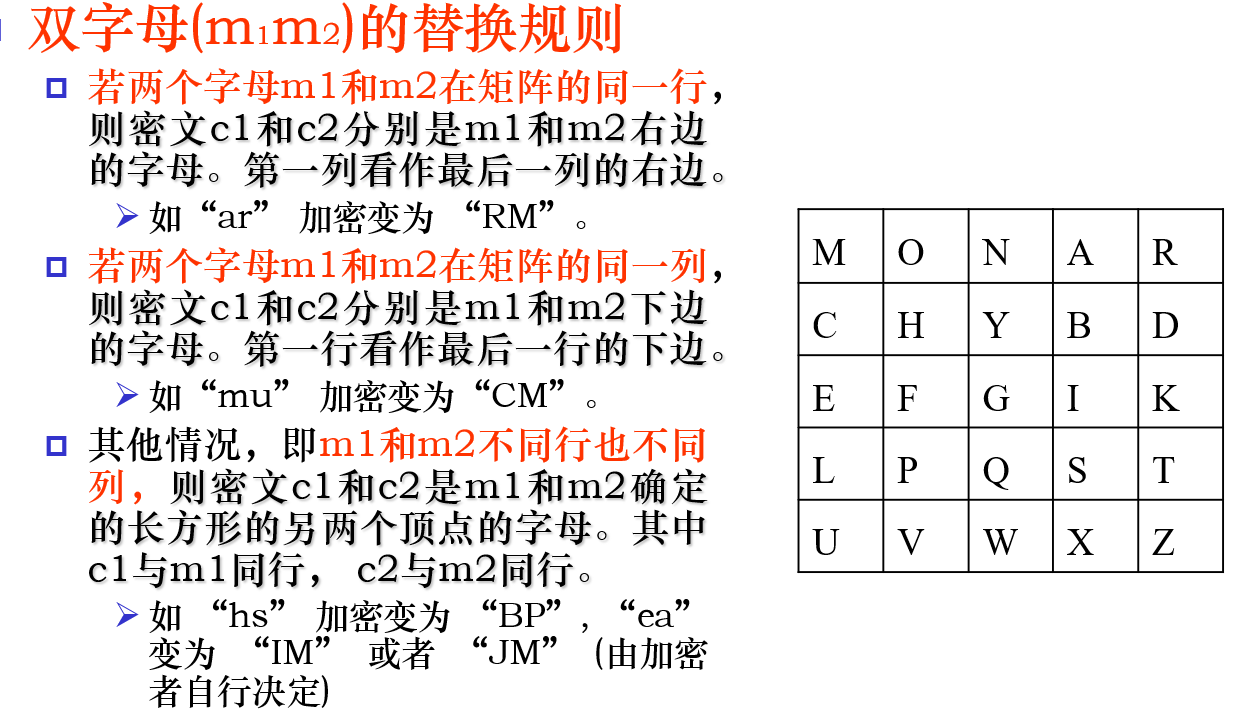 双字母(m1m2)的替换规则
若两个字母m1和m2在矩阵的同一行，
则密文c1和c2分别是m1和m2右边
的字母。第一列看作最后一列的右边。
如“ar” 加密变为 “RM”。
若两个字母m1和m2在矩阵的同一列，
则密文c1和c2分别是m1和m2下边
的字母。第一行看作最后一行的下边。
如“mu” 加密变为“CM”。
其他情况，即m1和m2不同行也不同
列，则密文c1和c2是m1和m2确定
的长方形的另两个顶点的字母。其中
c1与m1同行， c2与m2同行。
如 “hs” 加密变为 “BP”, “ea”
变为 “IM” 或者 “JM” (由加密
者自行决定)
M O N A R
C H Y B D
E F G I K
L P Q S T
U V W X Z